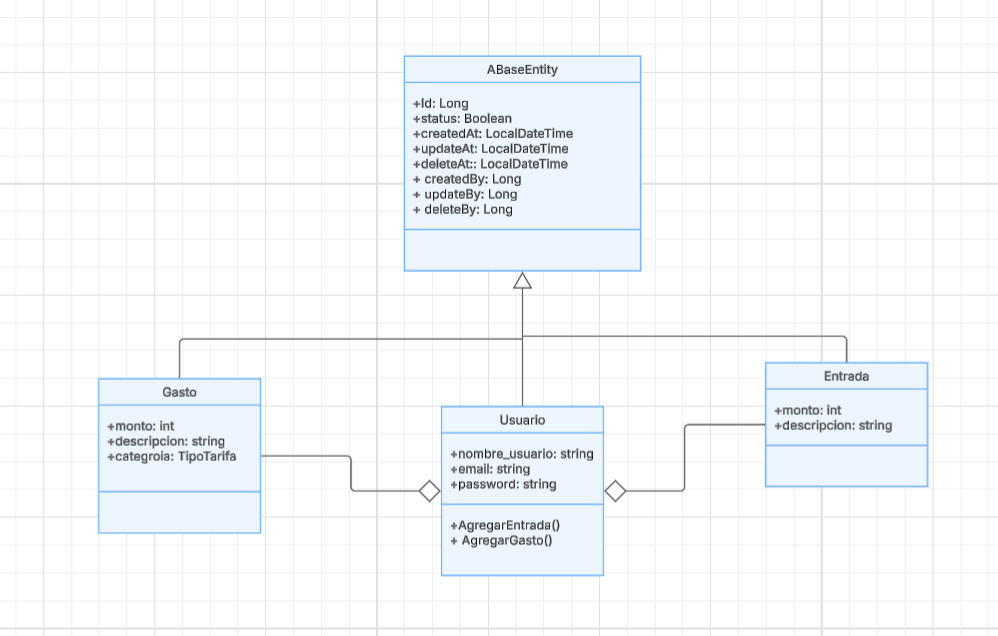 ABaseEntity
+Id: Long
+status: Boolean
+createdAt: LocalDateTime
+updateAt: LocalDateTime
+deleteAt:: LocalDateTime
+ createdBy: Long
+ updateBy: Long
+ deleteBy: Long
Gasto
+monto: int
+descripcion: string
+categroia: TipoTarifa
Usuario
+nombre_usuario: string
+email: string
+password: string
+AgregarEntrada()
+ AgregarGasto()
Entrada
+monto: int
+descripcion: string